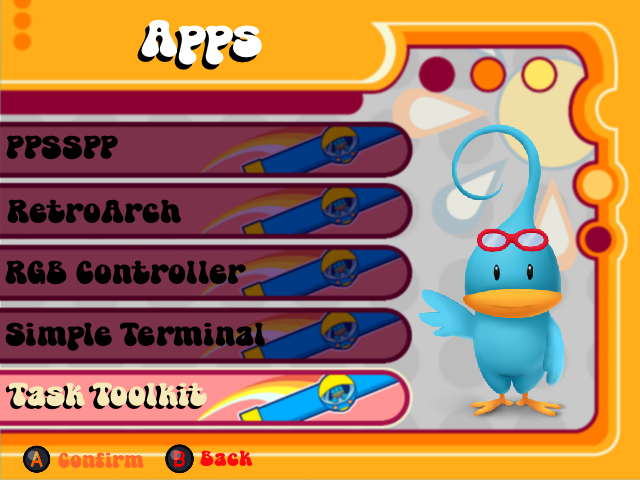 Apps
PPSSPP
RetroArch
RGB Controller
Simple Terminal
Task Toolkit
A Confirm B Back